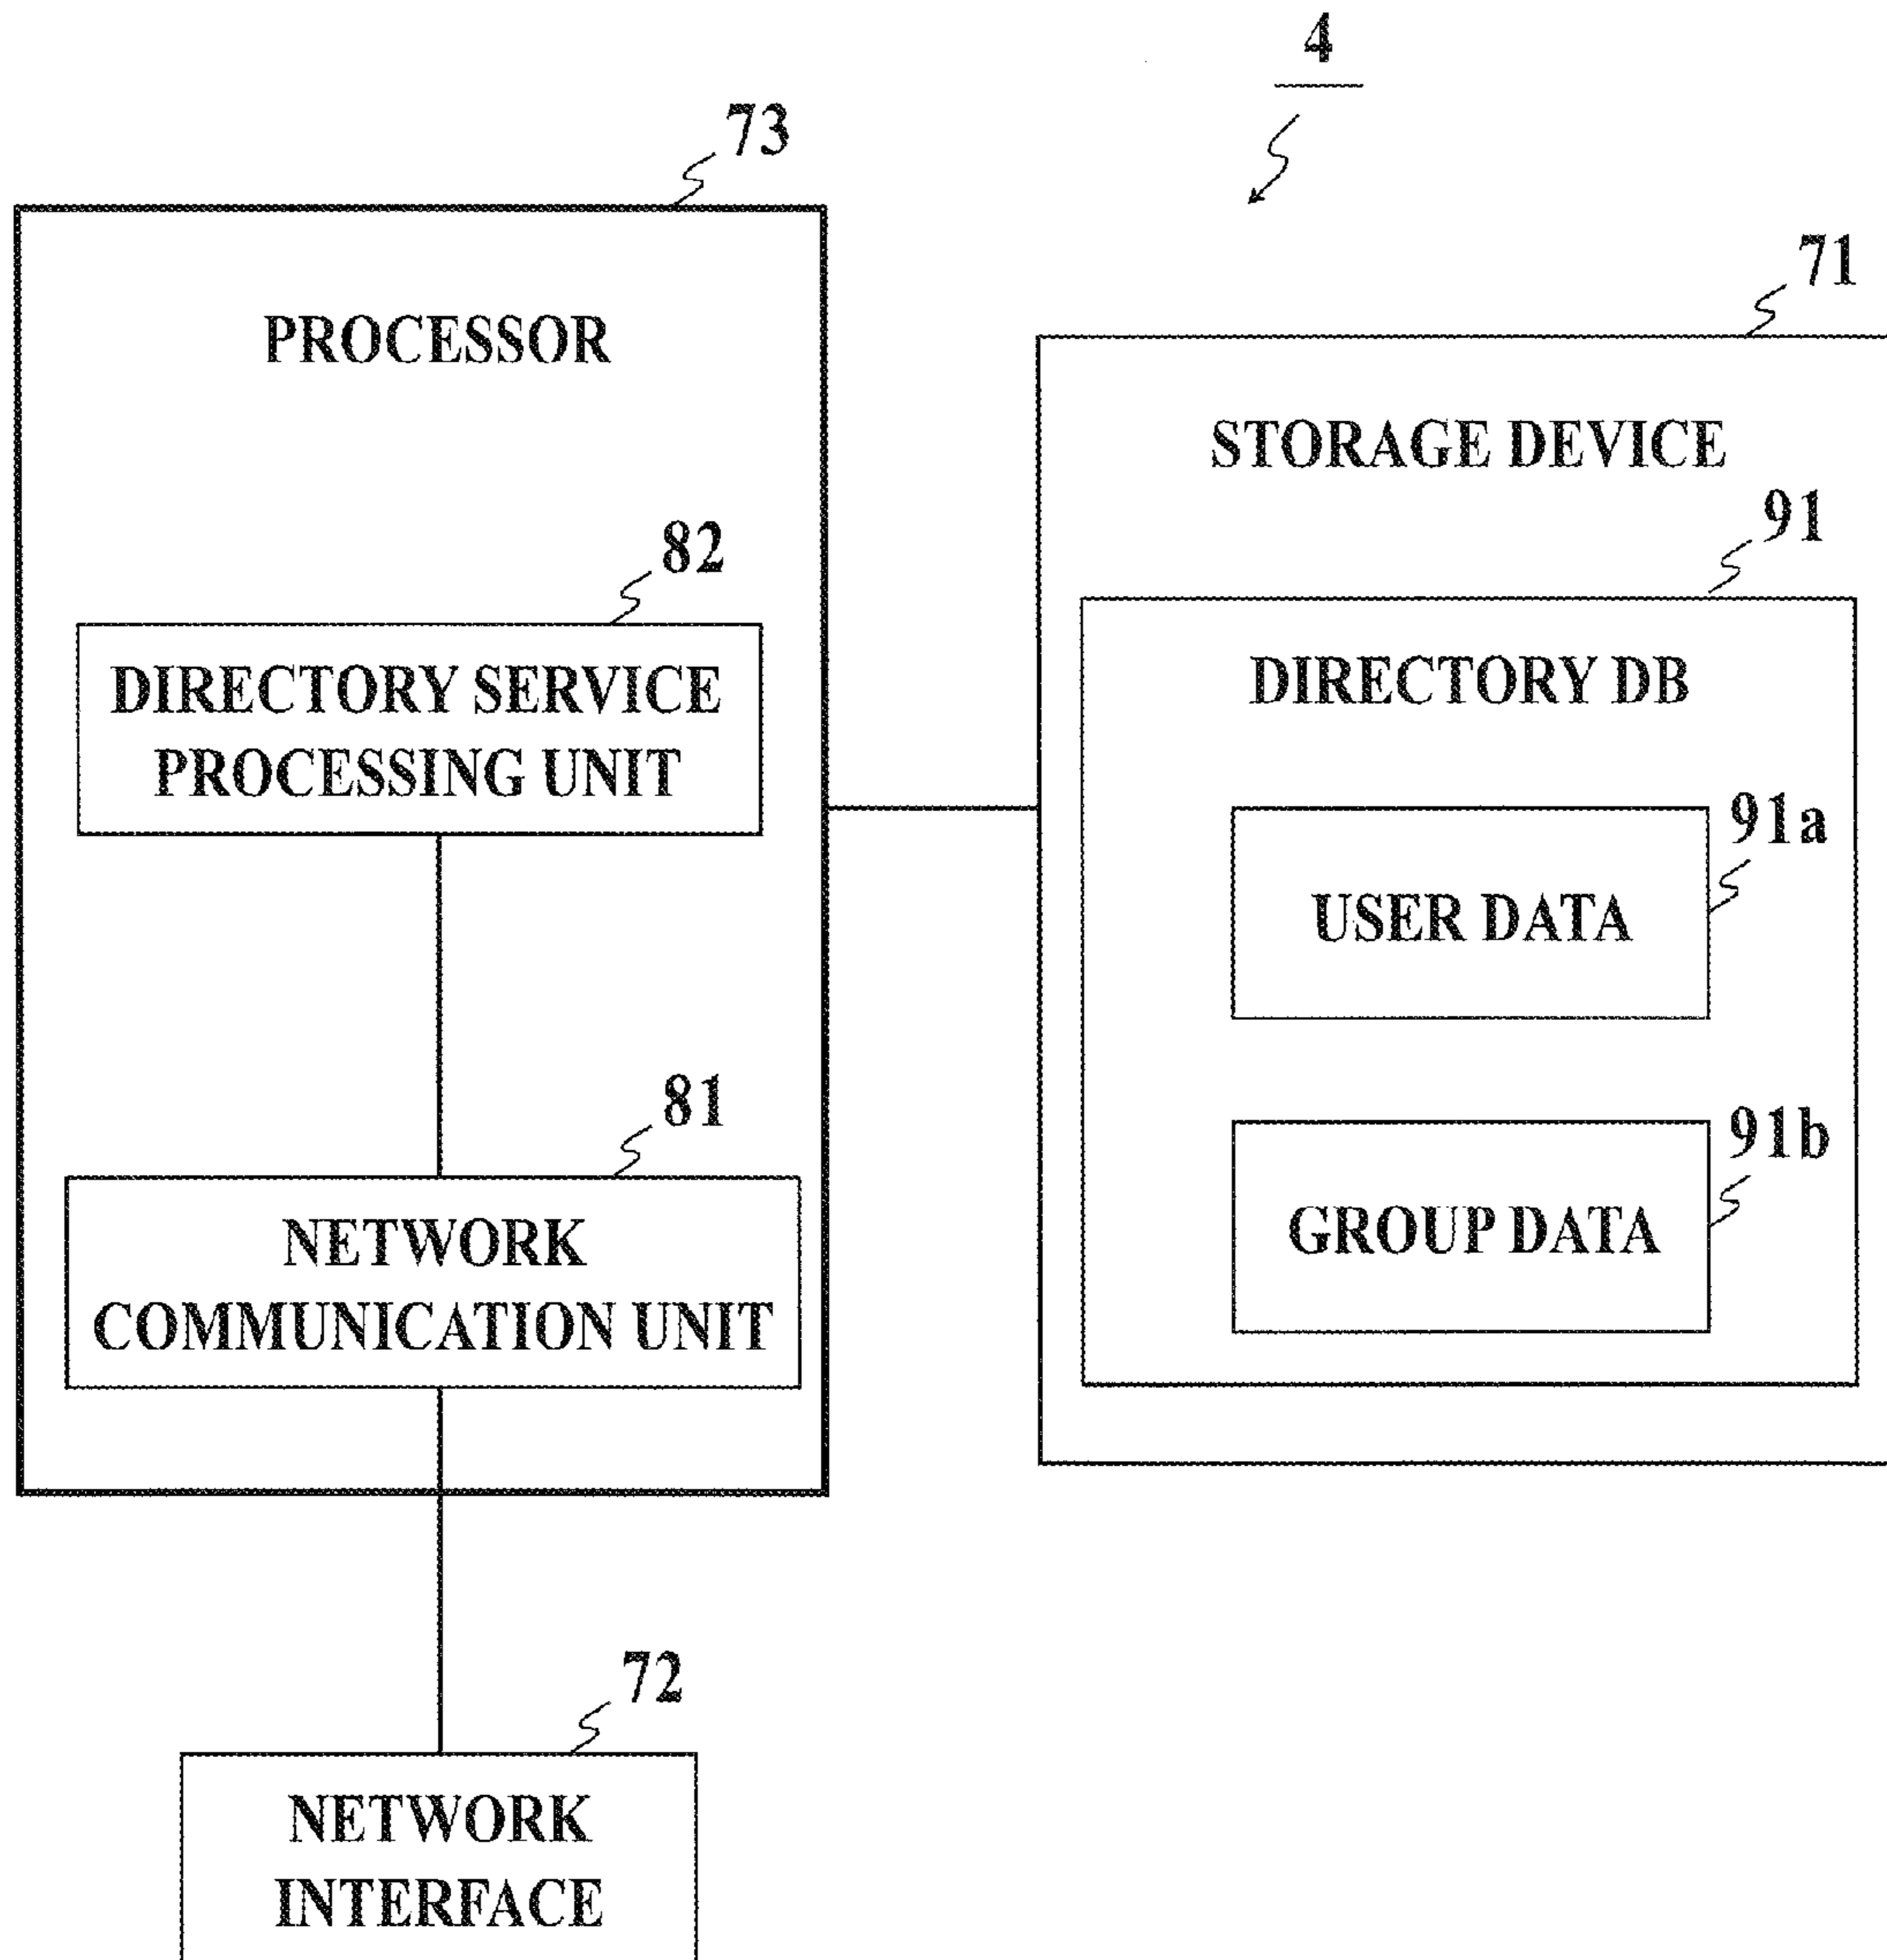 4
73
PROCESSOR
71
STORAGE DEVICE
82
DIRECTORY SERVICE
PROCESSING UNIT
91
DIRECTORY DB
91a
USER DATA
81
NETWORK
COMMUNICATION UNIT
91b
GROUP DATA
72
NETWORK
INTERFACE